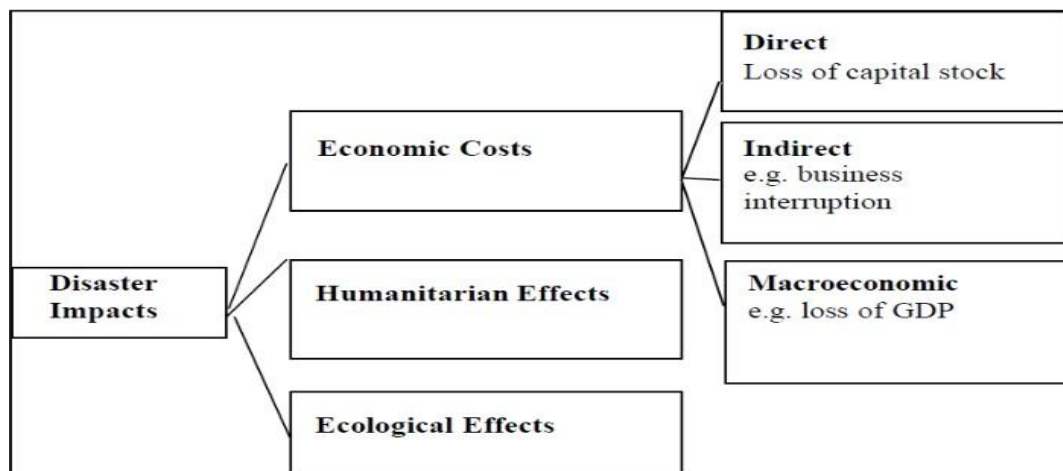 Disaster
Impacts
Economic Costs
Humanitarian Effects
Ecological Effects
Direct
Loss of capital stock
Indirect
e.g. business
interruption
Macroeconomic
e.g. loss of GDP